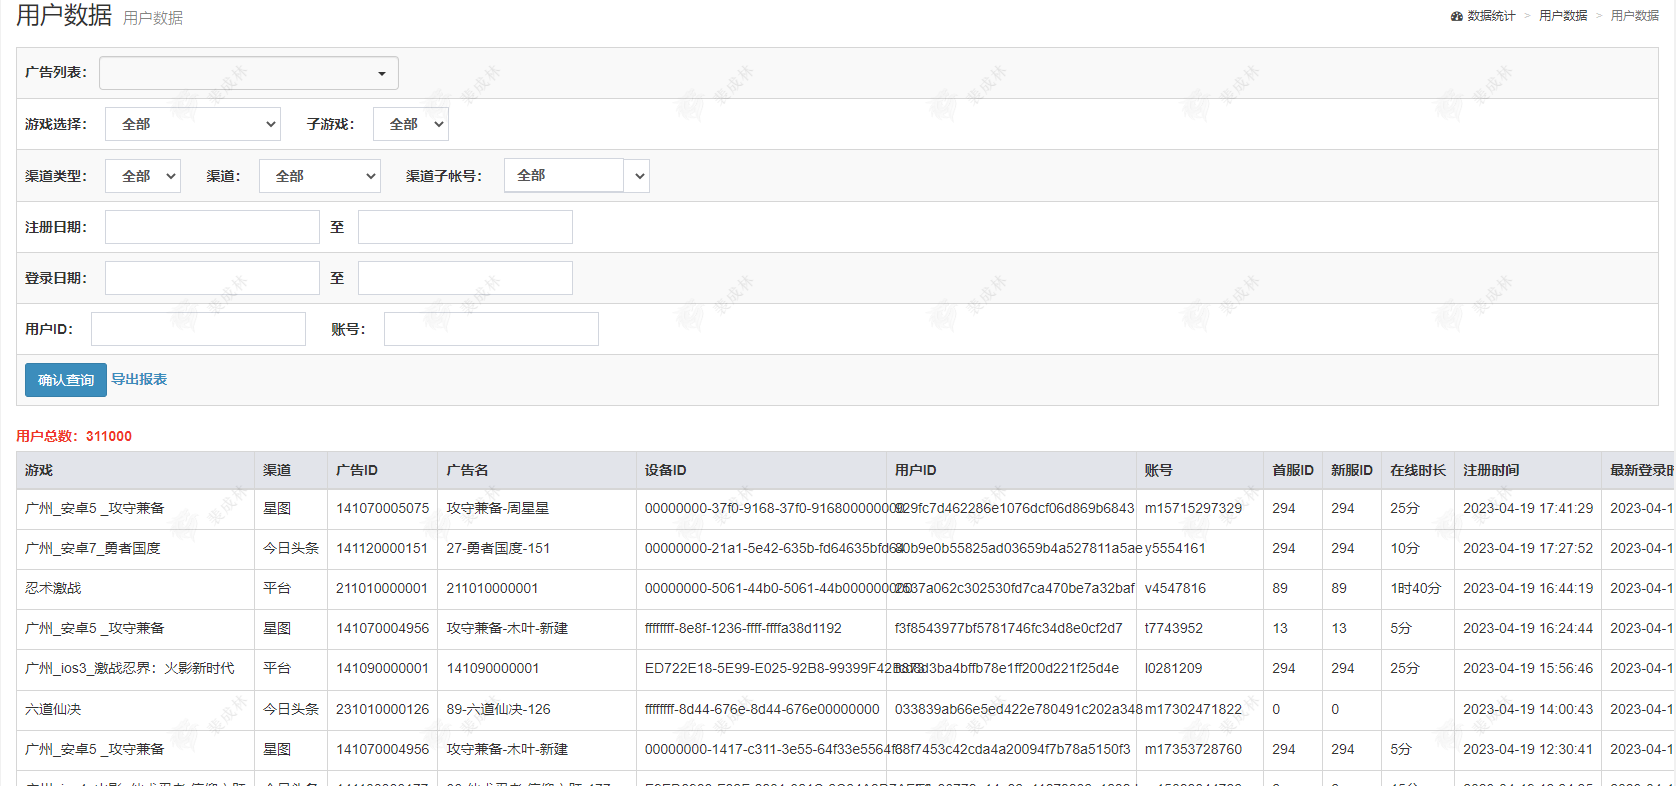 用户数据 用户数据 数据统计 > 用户数据 > 用户数据
广告列表：
游戏选择： 全部 子游戏： 全部
渠道类型： 全部 渠道： 全部 渠道子帐号： 全部
注册日期： 至
登录日期： 至
用户ID： 账号：
确认查询 导出报表
用户总数：311000
游戏 渠道 广告ID 广告名 设备ID 用户ID 账号 首服ID 新服ID 在线时长 注册时间 最新登录时
广州_安卓5_攻守兼备 星图 141070005075 攻守兼备-周星星 00000000-37f0-9168-37f0-916800000000 929fc7d462286e1076dcf06d869b6843 m15715297329 294 294 25分 2023-04-19 17:41:29 2023-04-1
广州_安卓7_勇者国度 今日头条 141120000151 27-勇者国度-151 00000000-21a1-5e42-635b-fd64635bfd64 y5554161 294 294 10分 2023-04-19 17:27:52 2023-04-1
忍术激战 平台 211010000001 211010000001 00000000-5061-44b0-5061-44b000000000 v4547816 89 89 1时40分 2023-04-19 16:44:19 2023-04-1
广州_安卓5_攻守兼备 星图 141070004956 攻守兼备-木叶-新建 ffffffff-8e8f-1236-ffff-ffffa38d1192 f3f8543977bf5781746fc34d8e0cf2d7 t7743952 13 13 5分 2023-04-19 16:24:44 2023-04-1
广州_ios3_激战忍界：火影新时代 平台 141090000001 141090000001 l0281209 294 294 25分 2023-04-19 15:56:46 2023-04-1
六道仙决 今日头条 231010000126 89-六道仙决-126 ffffffff-8d44-676e-8d44-676e00000000 033839ab66e5ed422e780491c202a348 m17302471822 0 0 2023-04-19 14:00:43 2023-04-1
广州_安卓5_攻守兼备 星图 141070004956 攻守兼备-木叶-新建 m17353728760 294 294 5分 2023-04-19 12:30:41 2023-04-1